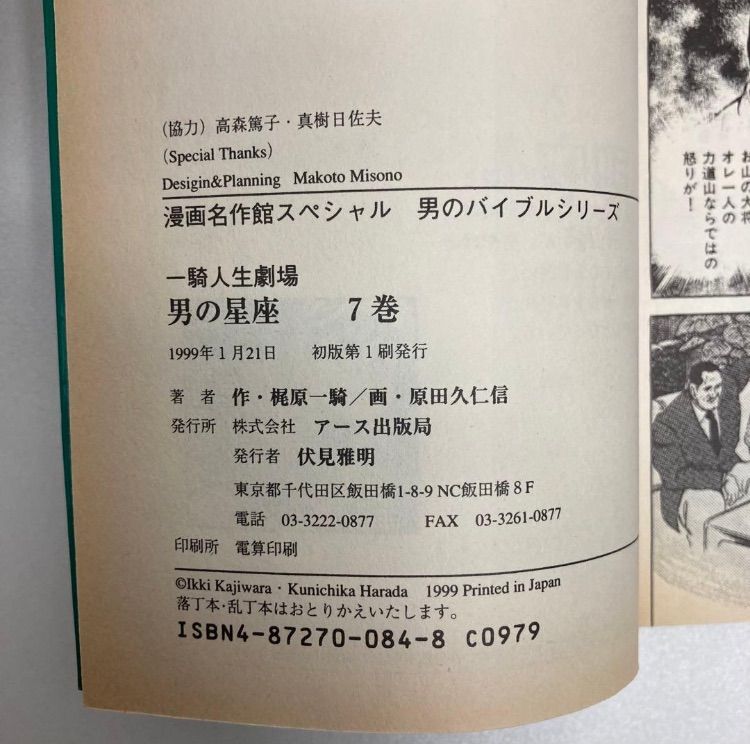 (協力) 高森篤子・真樹日佐夫
(Special Thanks)
Desigin&Planning Makoto Misono
漫画名作館スペシャル 男のバイブルシリーズ
一騎人生劇場
男の星座 7巻
1999年1月21日 初版第1刷発行
著者 作・梶原一騎/画・原田久仁信
発行所 株式会社 アース出版局
発行者 伏見雅明
東京都千代田区飯田橋1-8-9 NC飯田橋8F
電話 03-3222-0877 FAX 03-3261-0877
印刷所 電算印刷
©Ikki Kajiwara・Kunichika Harada 1999 Printed in Japan
落丁本・乱丁本はおとりかえいたします。
ISBN4-87270-084-8 C0979
お山の大将
オレ一人の
力道山ならではの
怒りが!